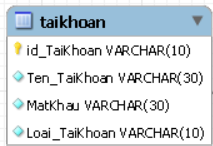 taikhoan
id_TaiKhoan VARCHAR(10)
Ten_TaiKhoan VARCHAR(30)
MatKhau VARCHAR(30)
Loai_TaiKhoan VARCHAR(10)